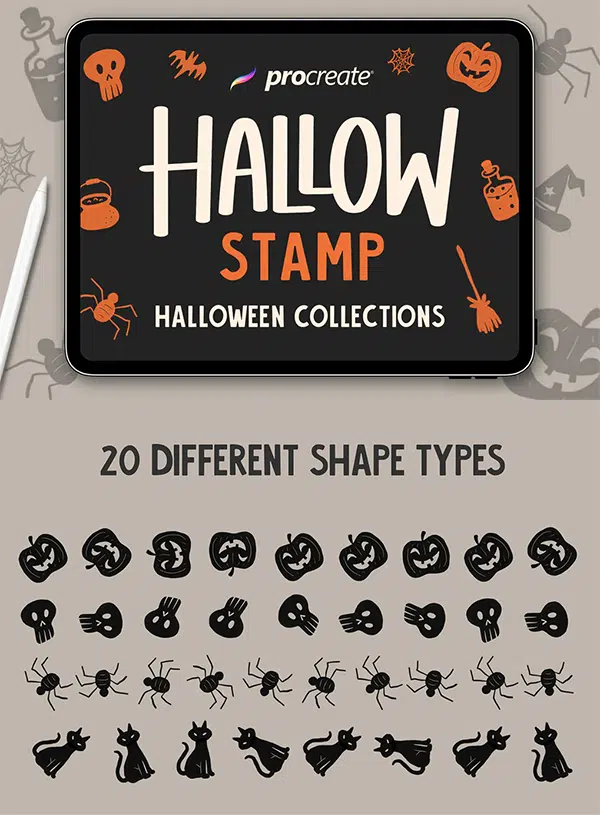 procreate®
HALLOW
STAMP
HALLOWEEN COLLECTIONS
20 DIFFERENT SHAPE TYPES